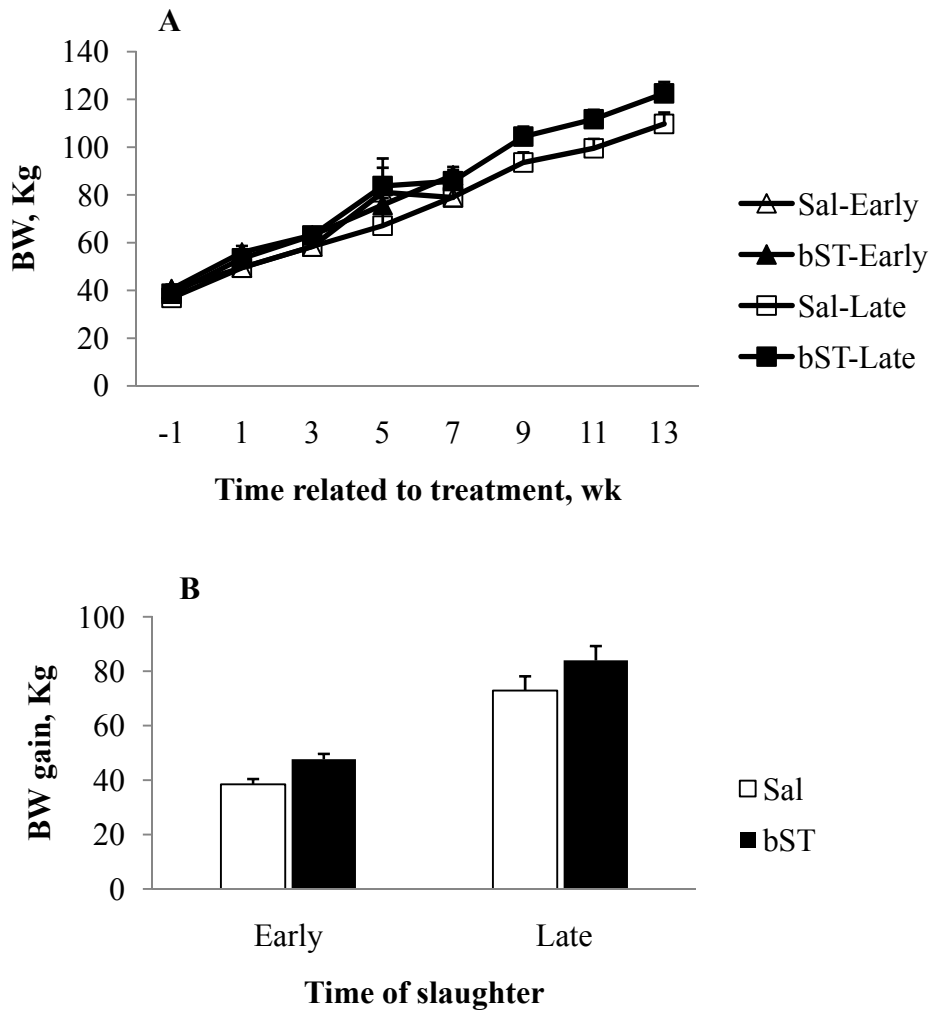 A
140
120
100
80
60
40
20
0
BW, Kg
-1 1 3 5 7 9 11 13
Time related to treatment, wk
Sal-Early
bST-Early
Sal-Late
bST-Late
B
100
80
60
40
20
0
BW gain, Kg
Early Late
Time of slaughter
Sal
bST